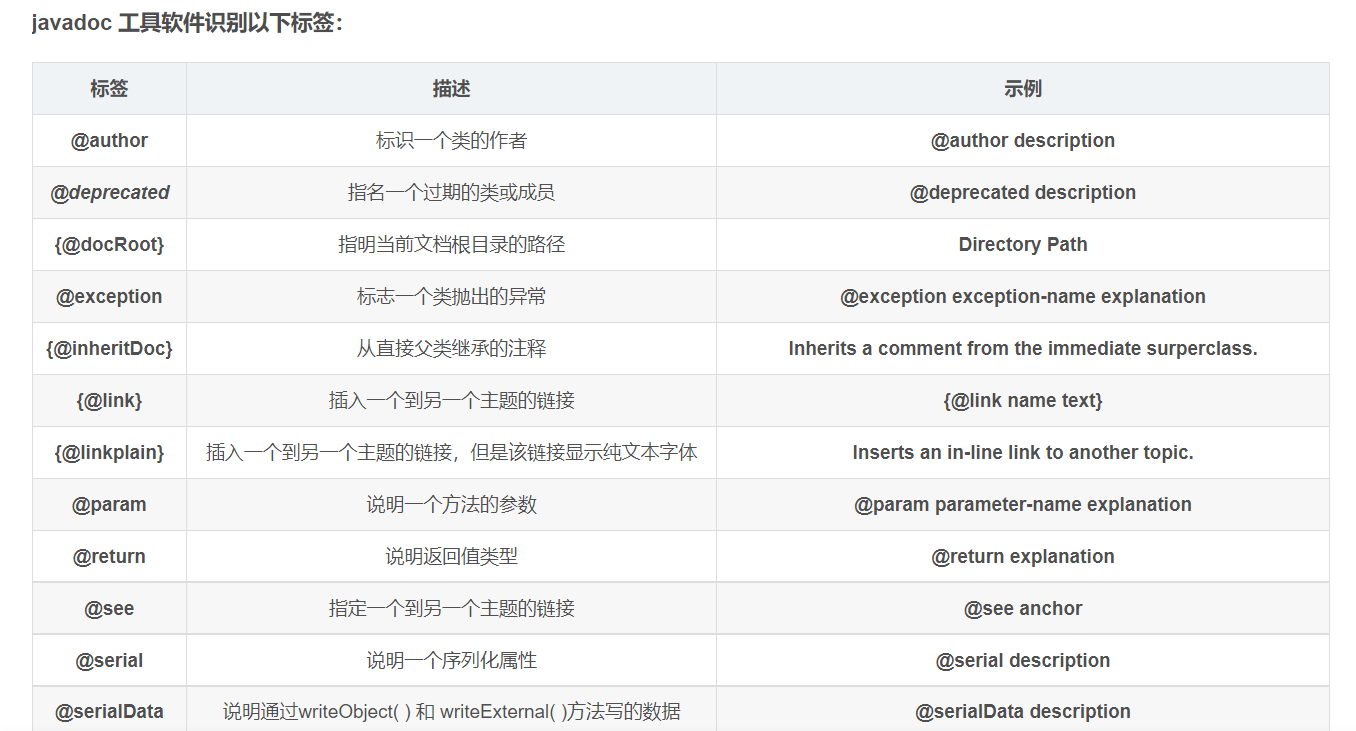 javadoc 工具软件识别以下标签：
标签 描述 示例
@author 标识一个类的作者 @author description
@deprecated 指名一个过期的类或成员 @deprecated description
{@docRoot} 指明当前文档根目录的路径 Directory Path
@exception 标志一个类抛出的异常 @exception exception-name explanation
{@inheritDoc} 从直接父类继承的注释 Inherits a comment from the immediate surperclass.
{@link} 插入一个到另一个主题的链接 {@link name text}
{@linkplain} 插入一个到另一个主题的链接，但是该链接显示纯文本字体 Inserts an in-line link to another topic.
@param 说明一个方法的参数 @param parameter-name explanation
@return 说明返回值类型 @return explanation
@see 指定一个到另一个主题的链接 @see anchor
@serial 说明一个序列化属性 @serial description
@serialData 说明通过writeObject( ) 和 writeExternal( )方法写的数据 @serialData description